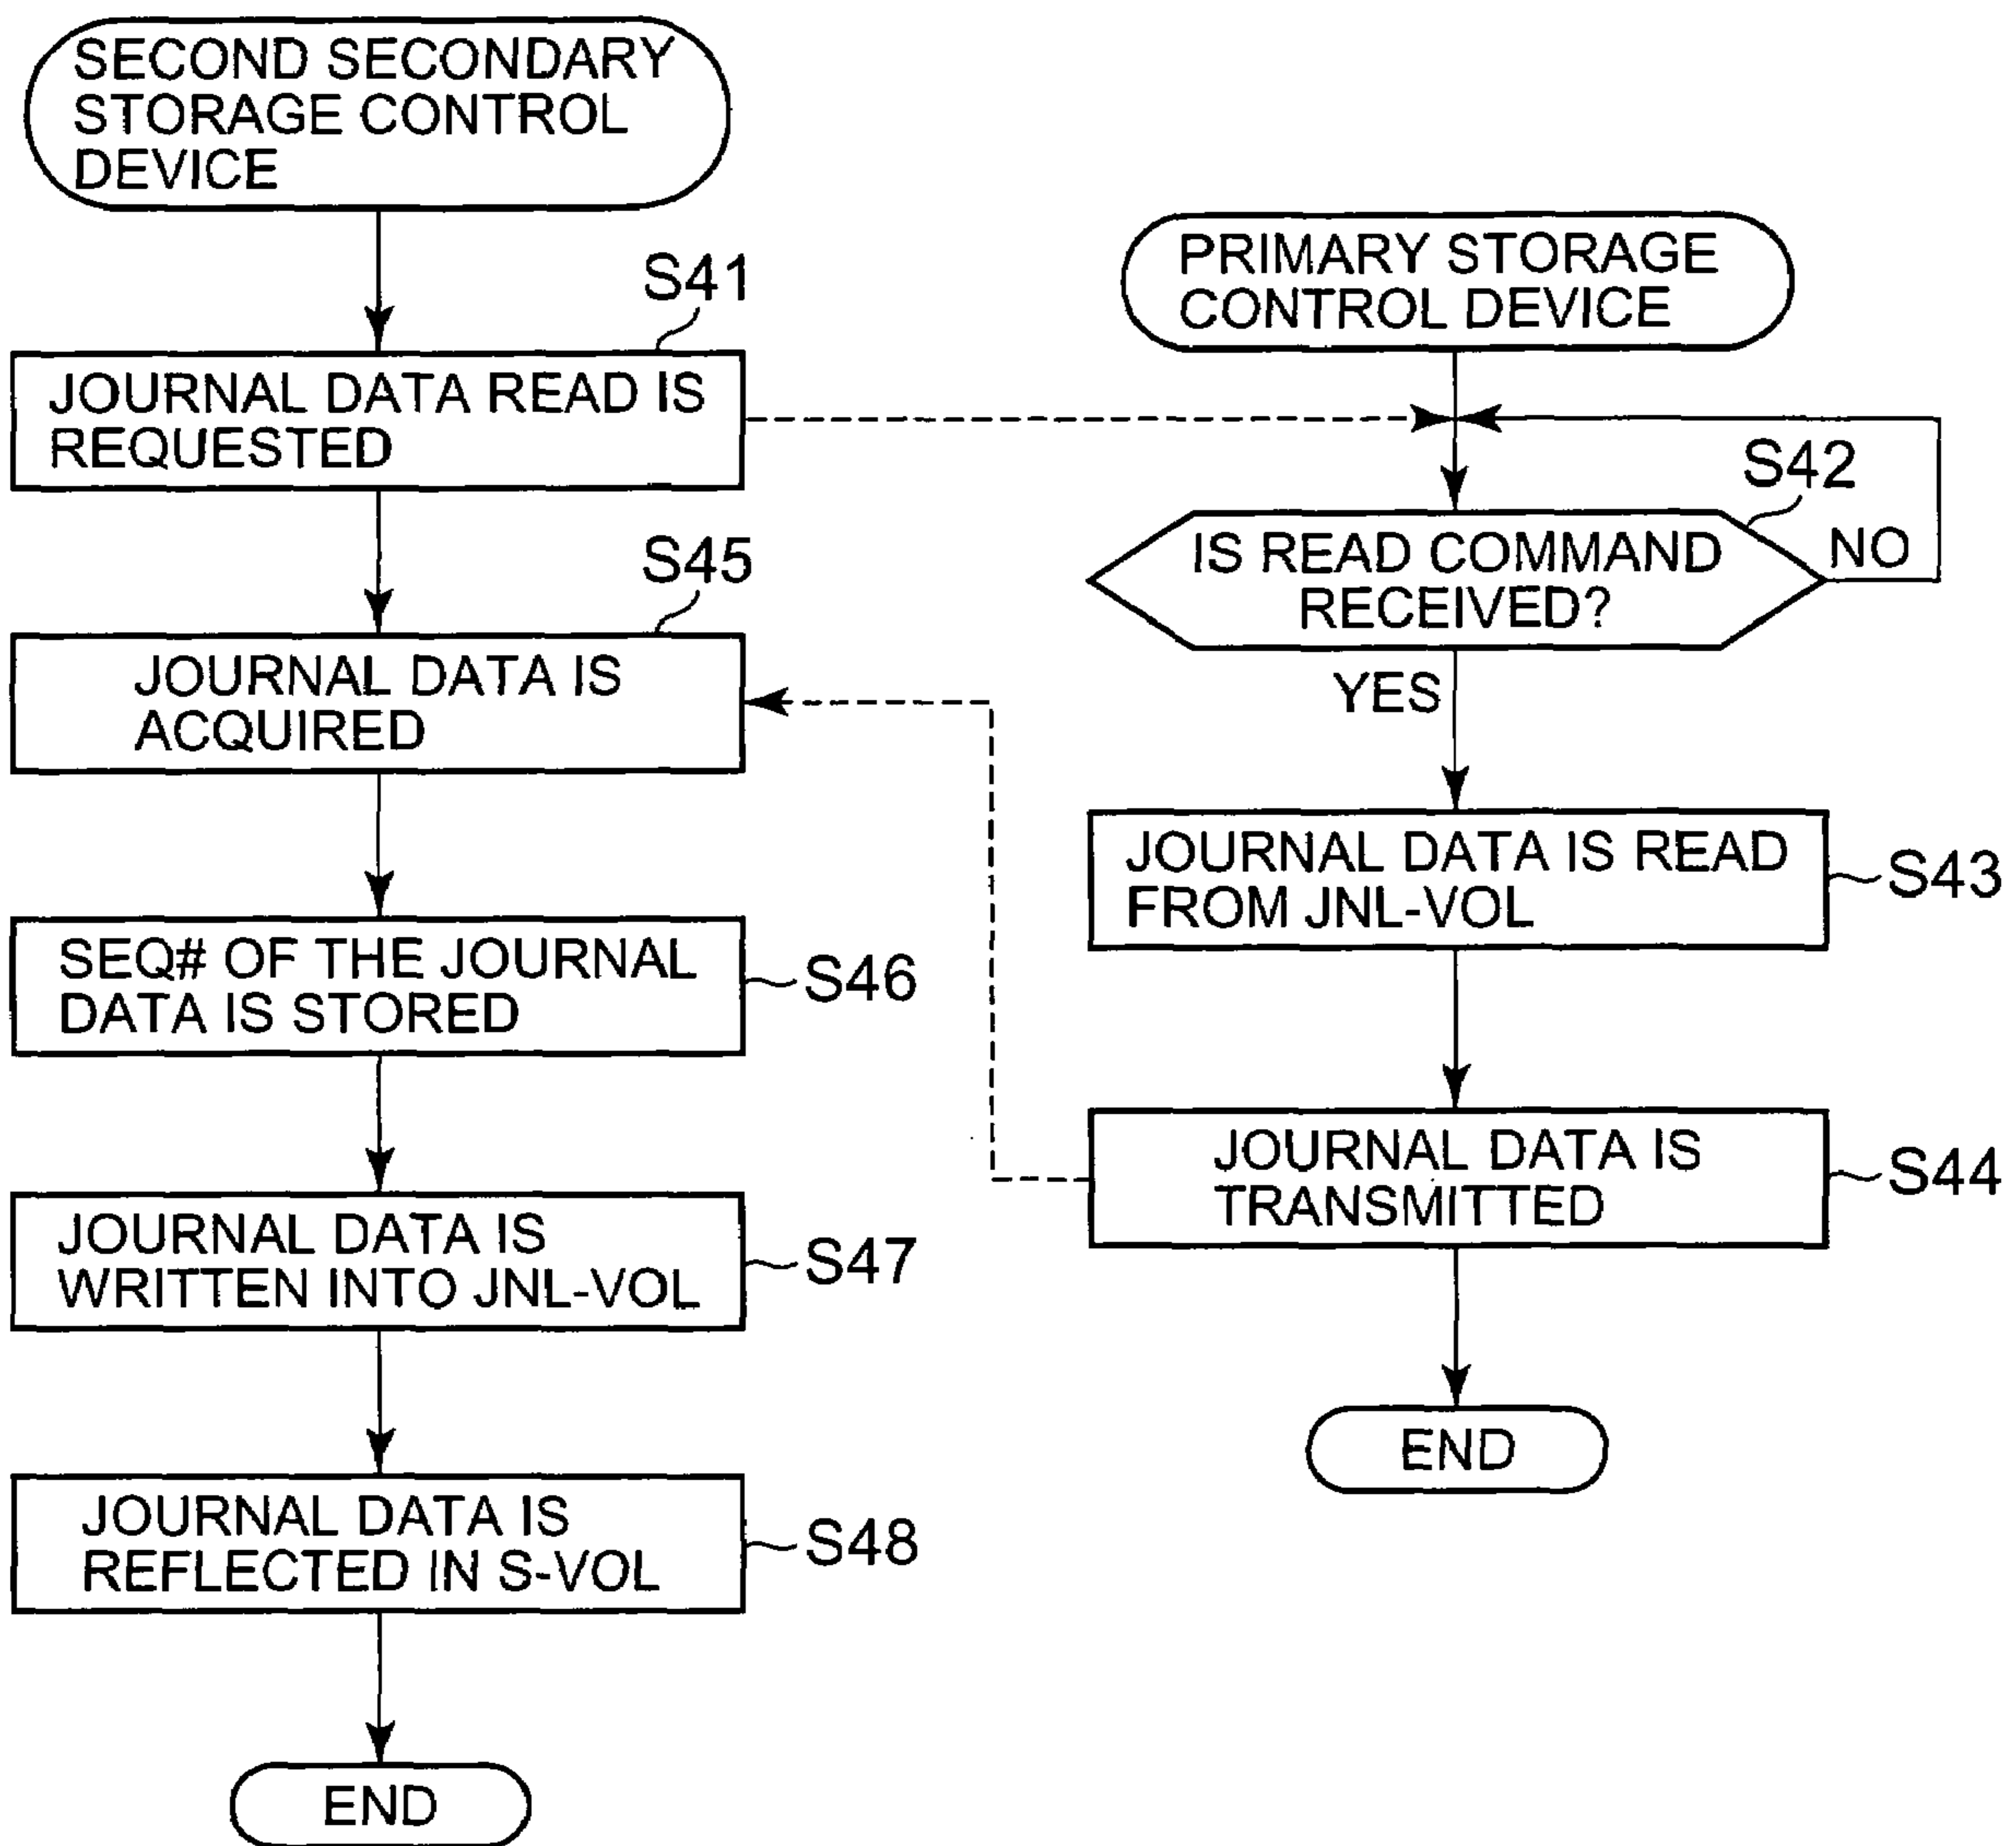 SECOND SECONDARY
STORAGE CONTROL
DEVICE
S41
JOURNAL DATA READ IS
REQUESTED
S45
JOURNAL DATA IS
ACQUIRED
SEQ# OF THE JOURNAL
DATA IS STORED
S46
JOURNAL DATA IS
WRITTEN INTO JNL-VOL
S47
JOURNAL DATA IS
REFLECTED IN S-VOL
S48
END
PRIMARY STORAGE
CONTROL DEVICE
S42
IS READ COMMAND
RECEIVED?
NO
YES
JOURNAL DATA IS READ
FROM JNL-VOL
S43
JOURNAL DATA IS
TRANSMITTED
S44
END